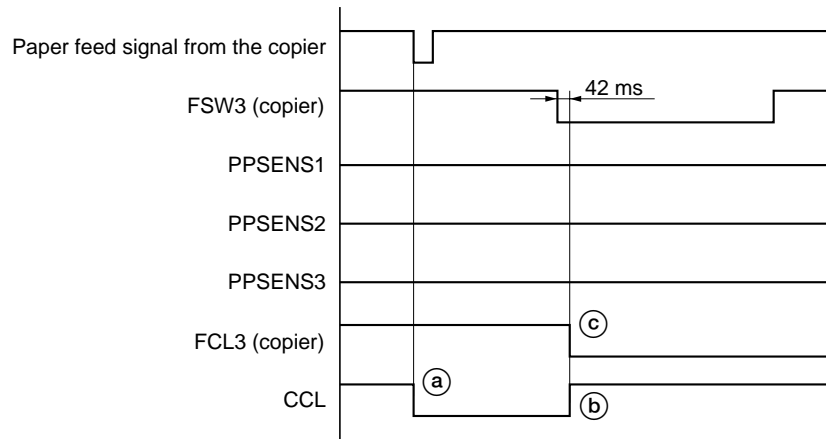 Paper feed signal from the copier
FSW3 (copier)
42 ms
PPSENS1
PPSENS2
PPSENS3
FCL3 (copier)
c
CCL
a
b